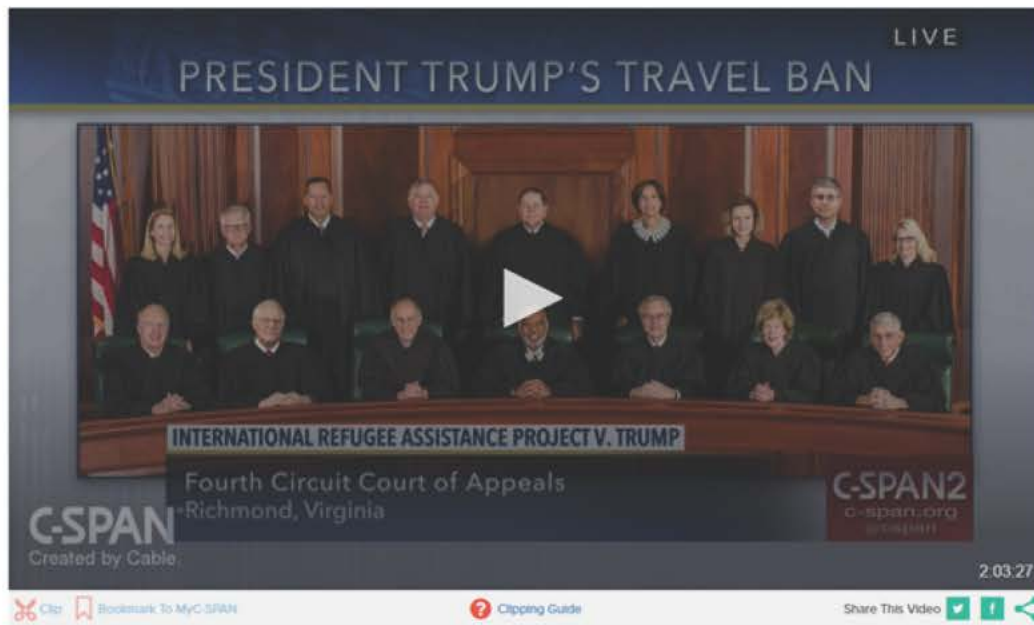 LIVE
PRESIDENT TRUMP'S TRAVEL BAN
INTERNATIONAL REFUGEE ASSISTANCE PROJECT V. TRUMP
Fourth Circuit Court of Appeals
Richmond, Virginia
C-SPAN2
c-span.org
@cspan
C-SPAN
Created by Cable.
2:03:27
Clip
Bookmark To MyC-SPAN
? Clipping Guide
Share This Video